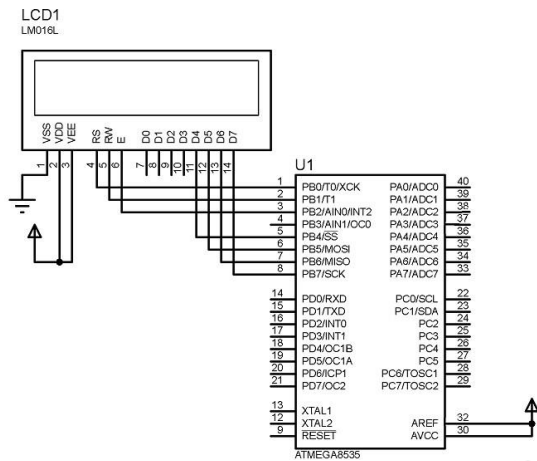 LCD1
LM016L
VSS VDD VEE RS RW E D0 D1 D2 D3 D4 D5 D6 D7
1 2 3 4 5 6 7 8 9 10 11 12 13 14
U1
1 PB0/T0/XCK PA0/ADC0 40
2 PB1/T1 PA1/ADC1 39
3 PB2/AIN0/INT2 PA2/ADC2 38
4 PB3/AIN1/OC0 PA3/ADC3 37
5 PB4/SS PA4/ADC4 36
6 PB5/MOSI PA5/ADC5 35
7 PB6/MISO PA6/ADC6 34
8 PB7/SCK PA7/ADC7 33
14 PD0/RXD PC0/SCL 22
15 PD1/TXD PC1/SDA 23
16 PD2/INT0 PC2 24
17 PD3/INT1 PC3 25
18 PD4/OC1B PC4 26
19 PD5/OC1A PC5 27
20 PD6/ICP1 PC6/TOSC1 28
21 PD7/OC2 PC7/TOSC2 29
13 XTAL1
12 XTAL2 AREF 32
9 RESET AVCC 30
ATMEGA8535